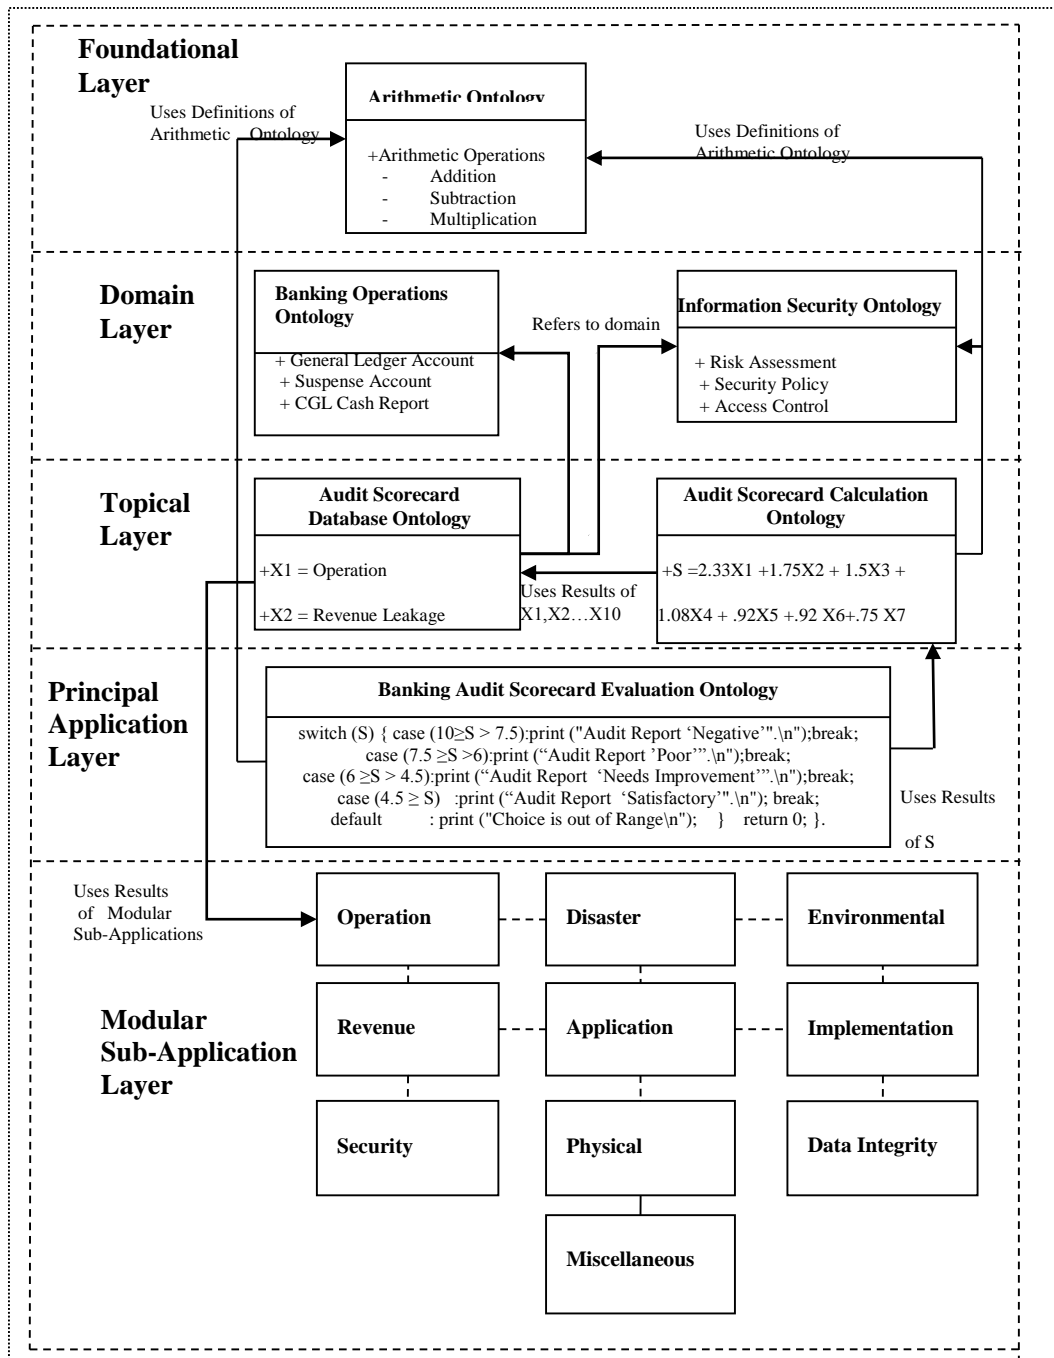 Foundational
Layer
Arithmetic Ontology
Uses Definitions of
Arithmetic Ontology
Uses Definitions of
Arithmetic Ontology
+Arithmetic Operations
- Addition
- Subtraction
- Multiplication
Domain
Layer
Banking Operations
Ontology
+ General Ledger Account
+ Suspense Account
+ CGL Cash Report
Refers to domain
Information Security Ontology
+ Risk Assessment
+ Security Policy
+ Access Control
Topical
Layer
Audit Scorecard
Database Ontology
+X1 = Operation
+X2 = Revenue Leakage
Uses Results of
X1,X2…X10
Audit Scorecard Calculation
Ontology
+S =2.33X1 +1.75X2 + 1.5X3 +
1.08X4 + .92X5 +.92 X6+.75 X7
Principal
Application
Layer
Banking Audit Scorecard Evaluation Ontology
switch (S) { case (10≥S > 7.5):print ("Audit Report ‘Negative’".\n");break;
case (7.5 ≥S >6):print (“Audit Report ’Poor’”.\n");break;
case (6 ≥S > 4.5):print (“Audit Report ‘Needs Improvement’”.\n");break;
case (4.5 ≥ S) :print (“Audit Report ‘Satisfactory’".\n"); break;
default : print ("Choice is out of Range\n"); } return 0; }.
Uses Results
of S
Uses Results
of Modular
Sub-Applications
Modular
Sub-Application
Layer
Operation
Disaster
Environmental
Revenue
Application
Implementation
Security
Physical
Data Integrity
Miscellaneous